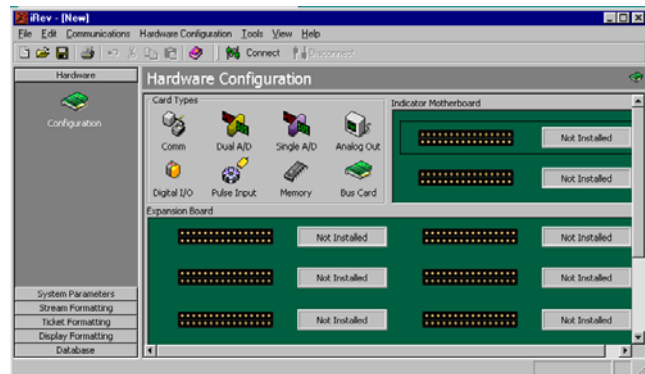 iRev - [New]
File Edit Communications Hardware Configuration Tools View Help
Connect Disconnect
Hardware
Configuration
System Parameters
Stream Formatting
Ticket Formatting
Display Formatting
Database
Hardware Configuration
Card Types
Comm Dual A/D Single A/D Analog Out
Digital I/O Pulse Input Memory Bus Card
Indicator Motherboard
Not Installed
Not Installed
Expansion Board
Not Installed Not Installed
Not Installed Not Installed
Not Installed Not Installed